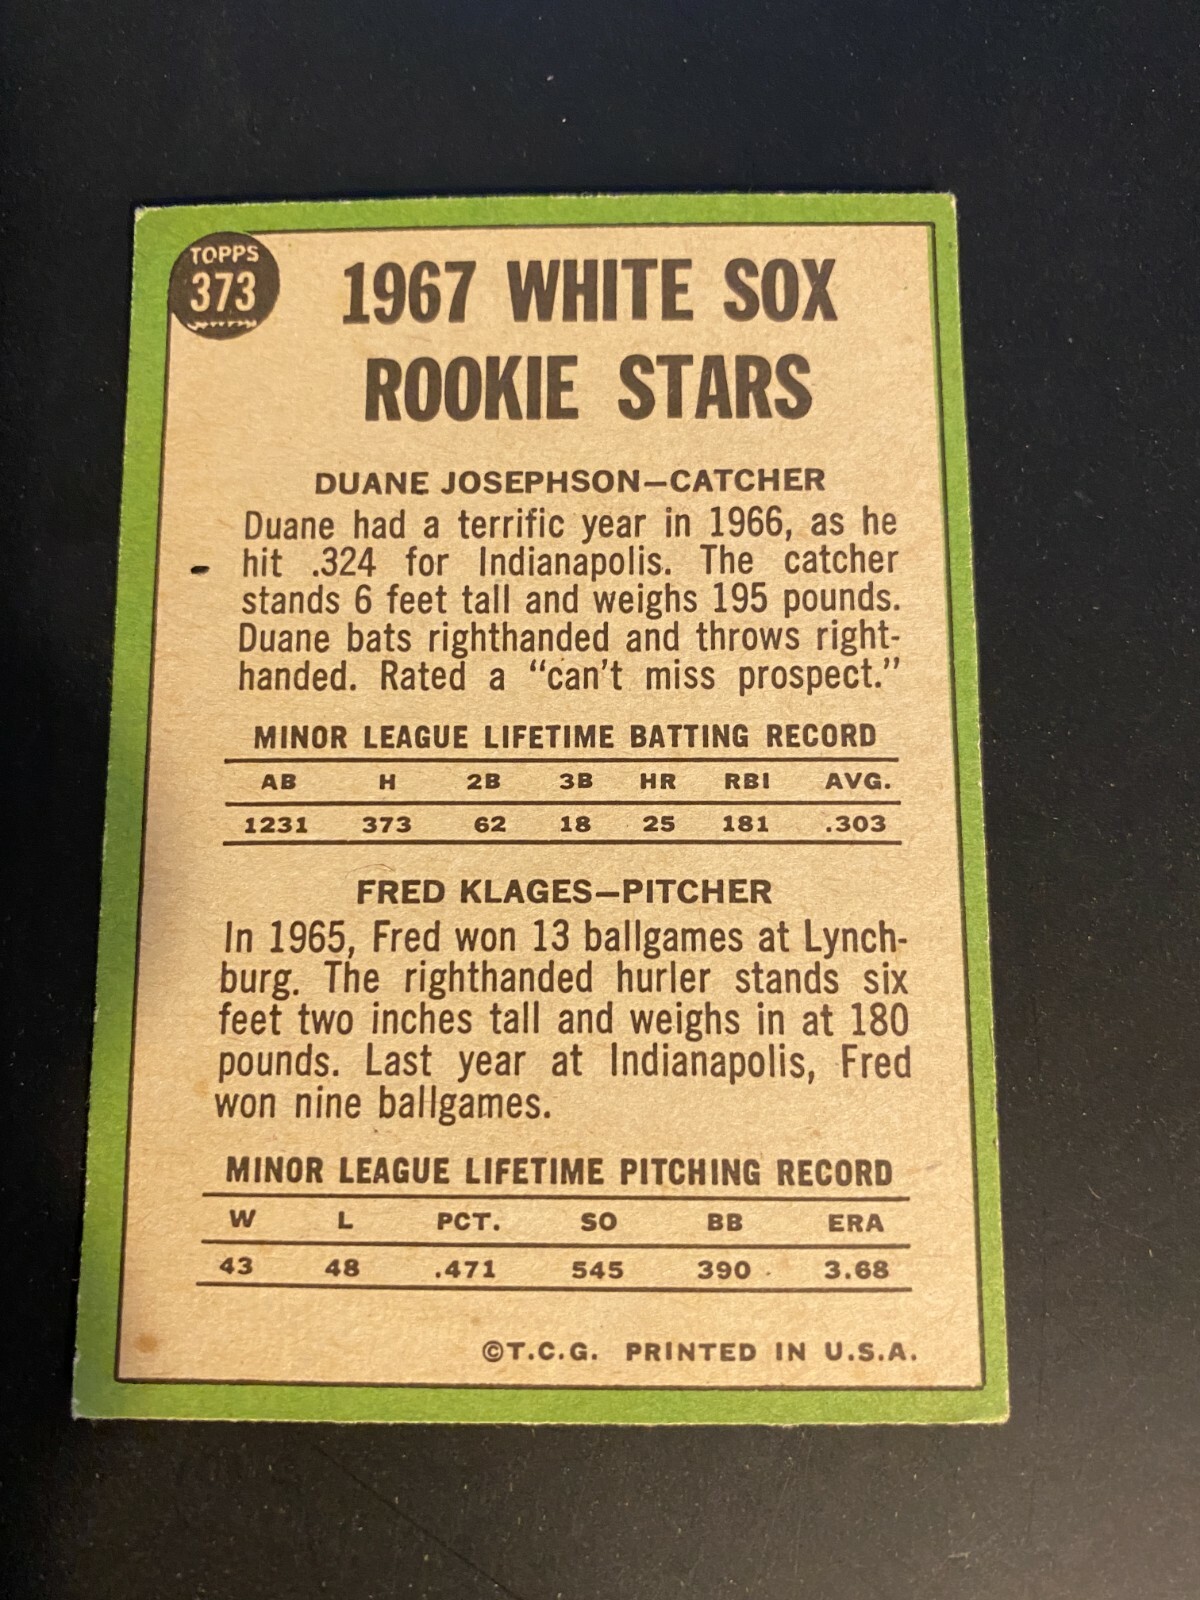 TOPPS
373
1967 WHITE SOX
ROOKIE STARS
DUANE JOSEPHSON—CATCHER
Duane had a terrific year in 1966, as he
hit .324 for Indianapolis. The catcher
stands 6 feet tall and weighs 195 pounds.
Duane bats righthanded and throws right-
handed. Rated a “can't miss prospect.”
MINOR LEAGUE LIFETIME BATTING RECORD
AB H 2B 3B HR RBI AVG.
1231 373 62 18 25 181 .303
FRED KLAGES—PITCHER
In 1965, Fred won 13 ballgames at Lynch-
burg. The righthanded hurler stands six
feet two inches tall and weighs in at 180
pounds. Last year at Indianapolis, Fred
won nine ballgames.
MINOR LEAGUE LIFETIME PITCHING RECORD
W L PCT. SO BB ERA
43 48 .471 545 390 3.68
©T.C.G. PRINTED IN U.S.A.